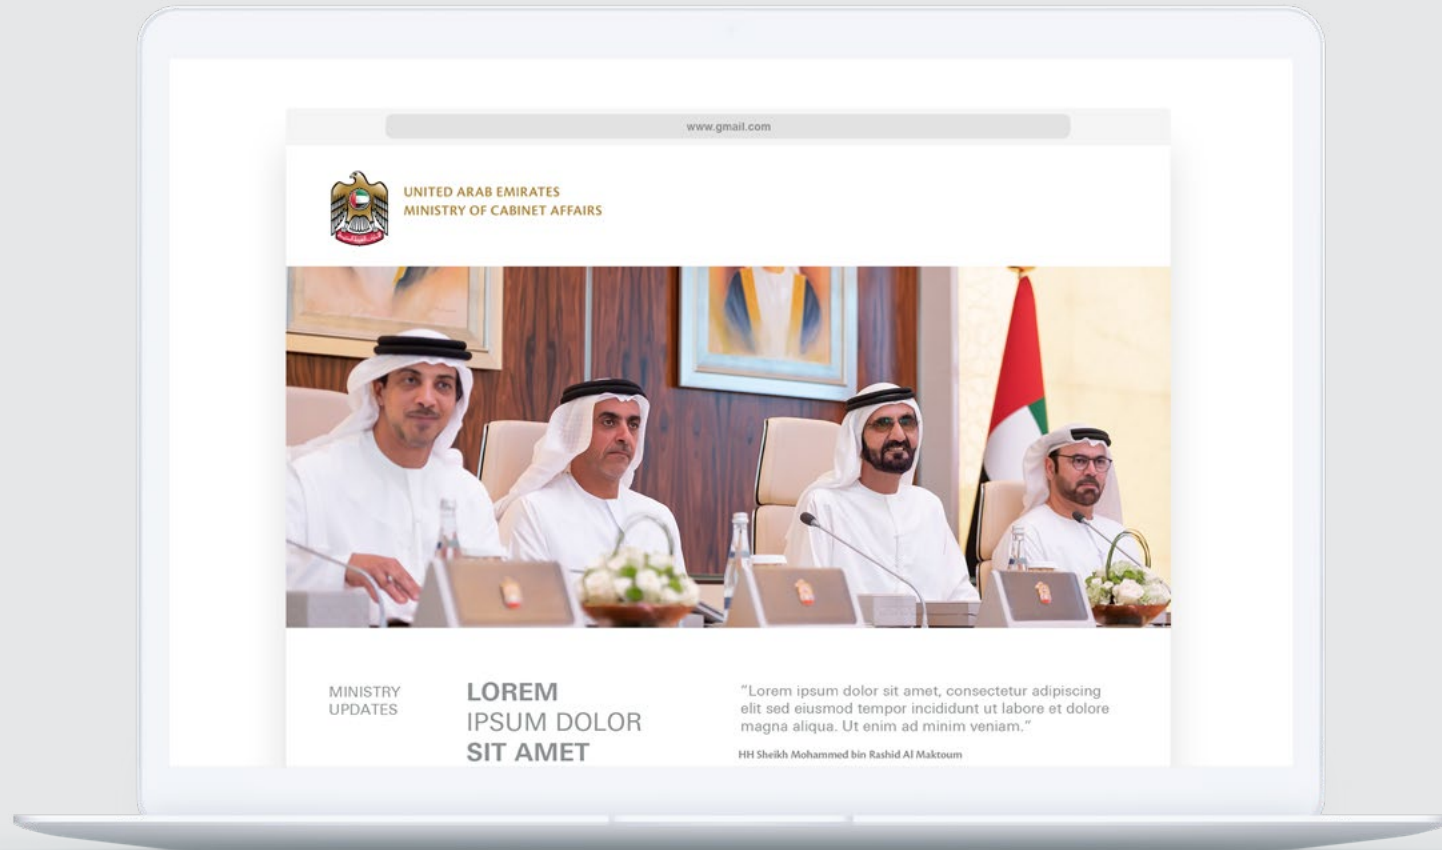 www.gmail.com
UNITED ARAB EMIRATES
MINISTRY OF CABINET AFFAIRS
MINISTRY
UPDATES
LOREM
IPSUM DOLOR
SIT AMET
“Lorem ipsum dolor sit amet, consectetur adipiscing
elit sed eiusmod tempor incididunt ut labore et dolore
magna aliqua. Ut enim ad minim veniam.”
HH Sheikh Mohammed bin Rashid Al Maktoum